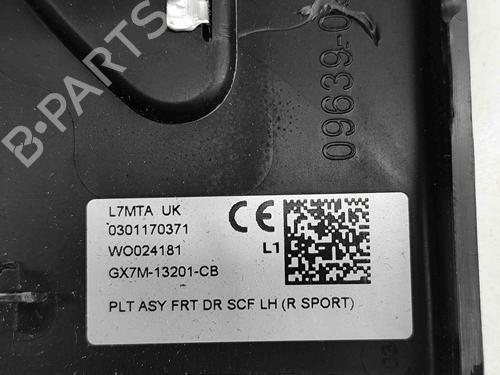 B-PARTS
09639-0
L7MTA UK
0301170371
WO024181
GX7M-13201-CB
CE
L1
PLT ASY FRT DR SCF LH (R SPORT)